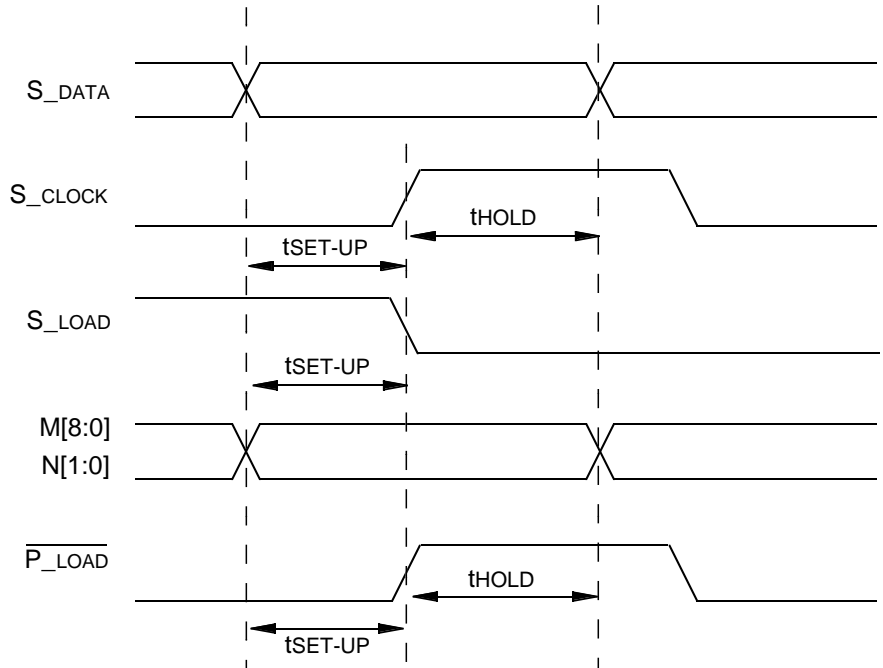 S_DATA
S_CLOCK
tHOLD
tSET-UP
S_LOAD
tSET-UP
M[8:0]
N[1:0]
P_LOAD
tHOLD
tSET-UP